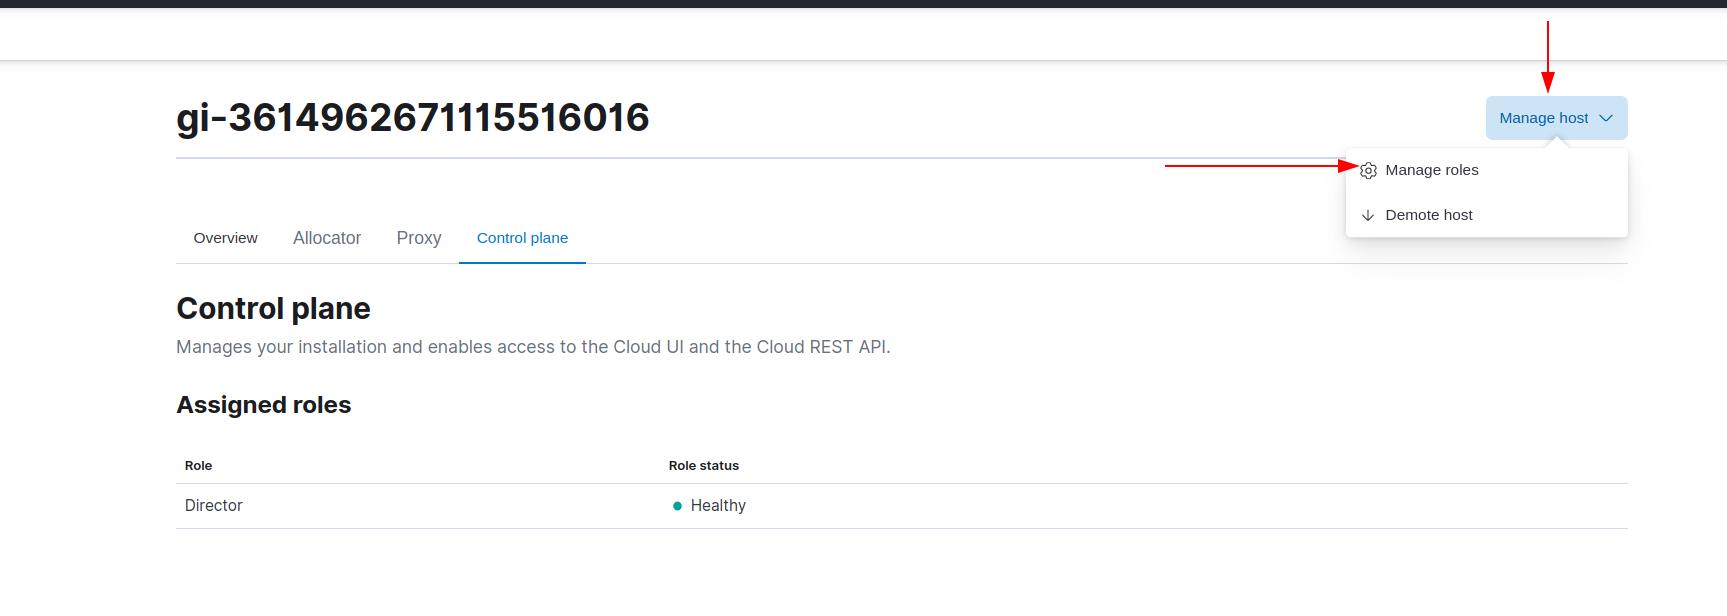 gi-3614962671115516016
Manage host
Manage roles
Demote host
Overview Allocator Proxy Control plane
Control plane
Manages your installation and enables access to the Cloud UI and the Cloud REST API.
Assigned roles
Role Role status
Director Healthy